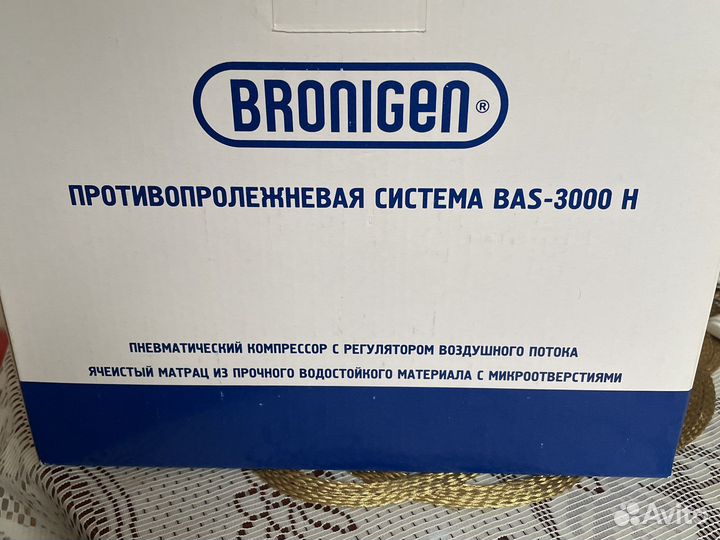 BRONIGEN®
ПРОТИВОПРОЛЕЖНЕВАЯ СИСТЕМА BAS-3000 H
ПНЕВМАТИЧЕСКИЙ КОМПРЕССОР С РЕГУЛЯТОРОМ ВОЗДУШНОГО ПОТОКА
ЯЧЕИСТЫЙ МАТРАЦ ИЗ ПРОЧНОГО ВОДОСТОЙКОГО МАТЕРИАЛА С МИКРООТВЕРСТИЯМИ
Avito